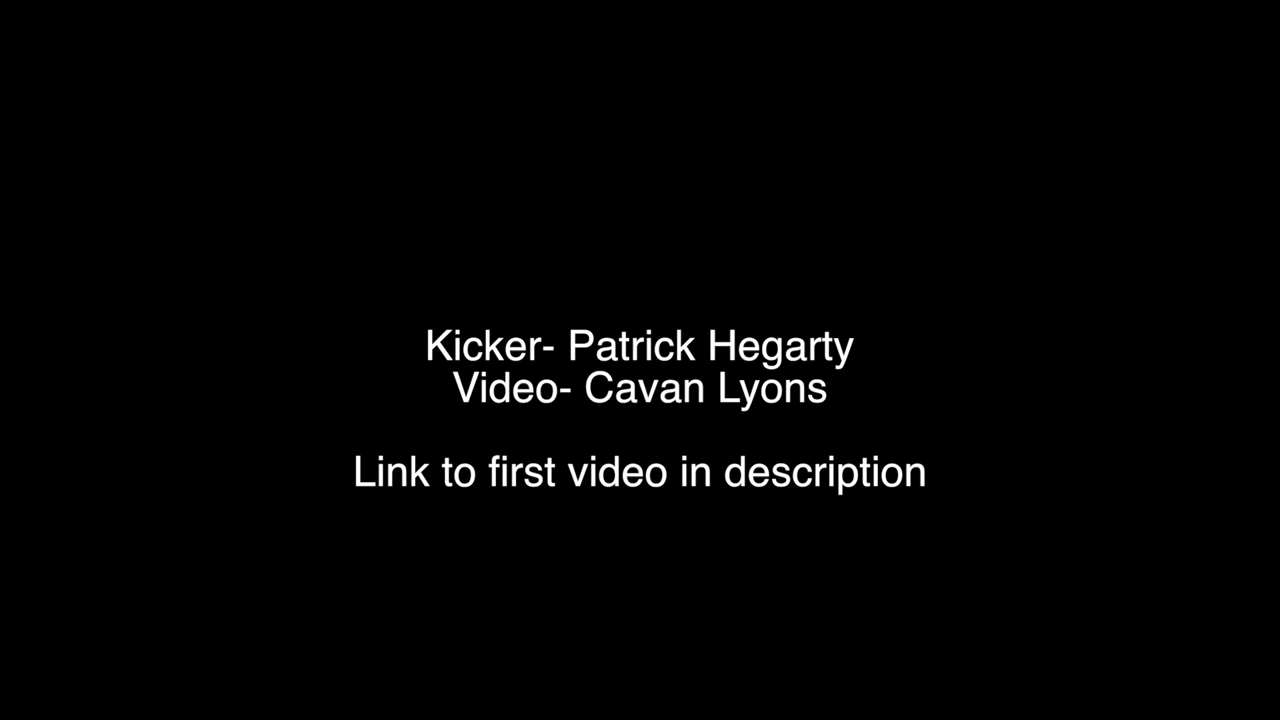 Kicker- Patrick Hegarty
Video- Cavan Lyons
Link to first video in description